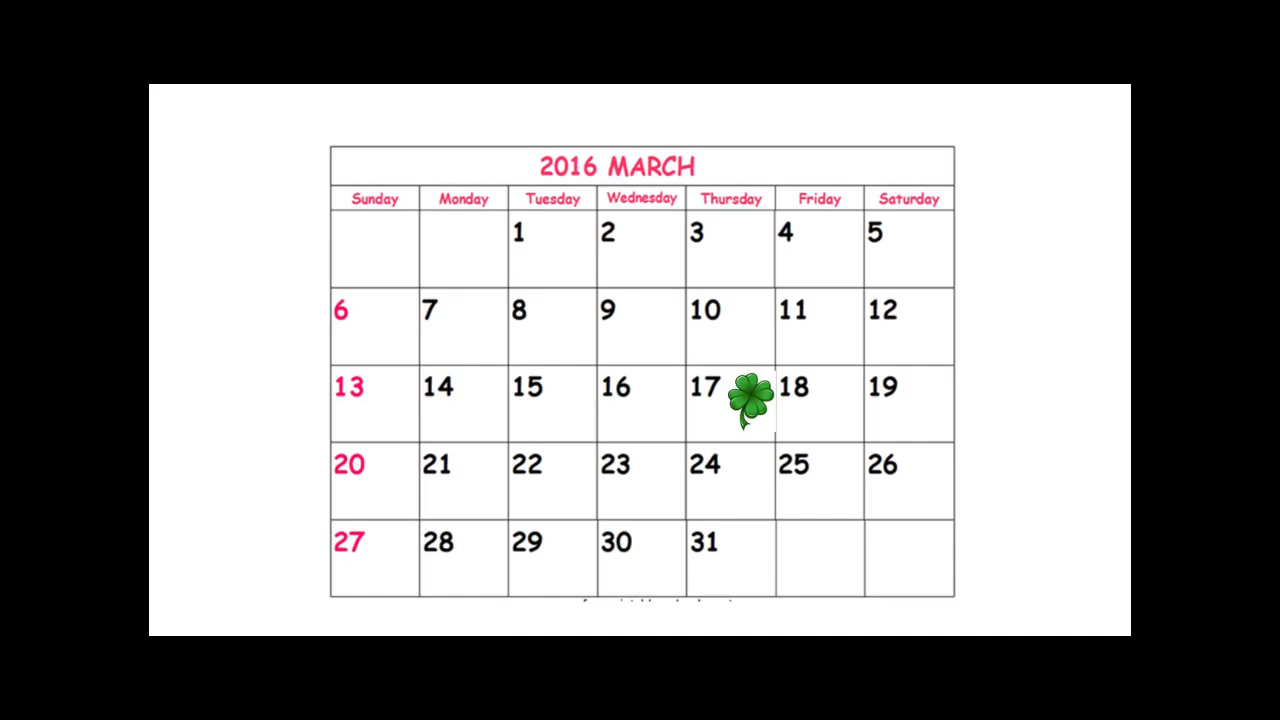 2016 MARCH
Sunday Monday Tuesday Wednesday Thursday Friday Saturday
1 2 3 4 5
6 7 8 9 10 11 12
13 14 15 16 17 18 19
20 21 22 23 24 25 26
27 28 29 30 31